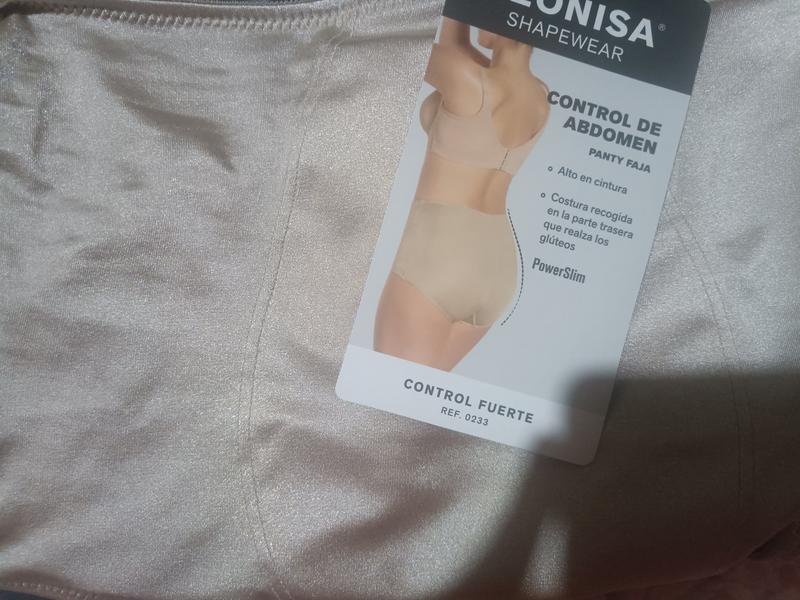 EONISA®
SHAPEWEAR
CONTROL DE
ABDOMEN
PANTY FAJA
Alto en cintura
Costura recogida
en la parte trasera
que realza los
glúteos
PowerSlim
CONTROL FUERTE
REF. 0233